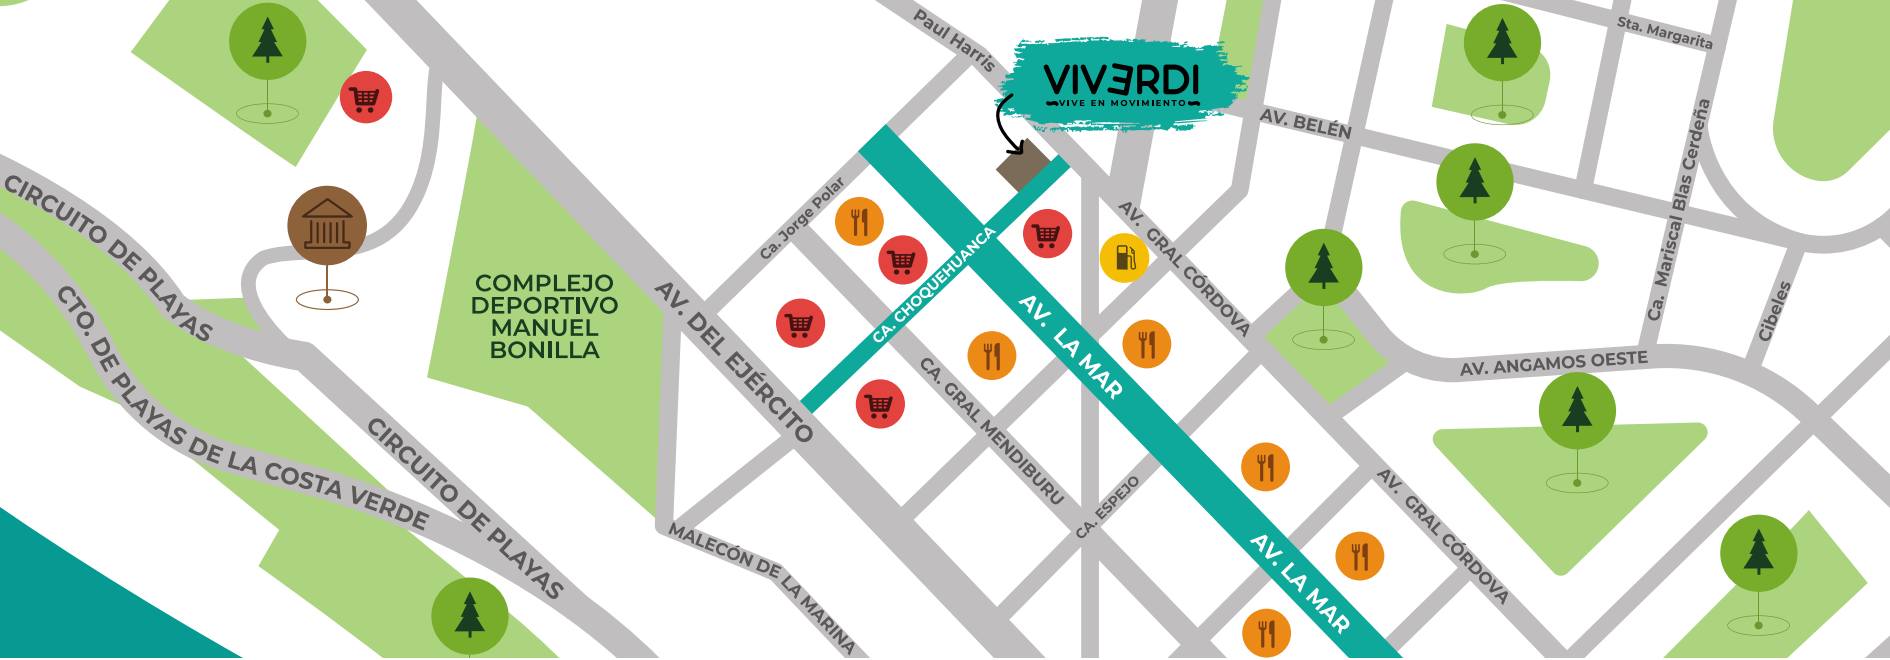 Paul Harris
VIVERDI
VIVE EN MOVIMIENTO
Sta. Margarita
AV. BELÉN
Ca. Mariscal Blas Cerdeña
Cibeles
AV. ANGAMOS OESTE
CIRCUITO DE PLAYAS
CTO. DE PLAYAS DE LA COSTA VERDE
CIRCUITO DE PLAYAS
COMPLEJO
DEPORTIVO
MANUEL
BONILLA
Ca. Jorge Polar
CA. CHOQUEHUANCA
AV. GRAL CÓRDOVA
AV. DEL EJÉRCITO
AV. LA MAR
CA. GRAL MENDIBURU
CA. ESPEJO
MALECÓN DE LA MARINA
AV. GRAL CÓRDOVA
AV. LA MAR